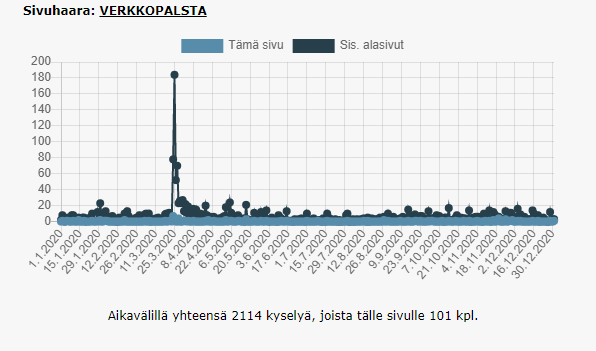 Sivuhaara: VERKKOPALSTA
Tämä sivu Sis. alasivut
200
180
160
140
120
100
80
60
40
20
0
1.1.2020 15.1.2020 29.1.2020 12.2.2020 26.2.2020 11.3.2020 25.3.2020 8.4.2020 22.4.2020 6.5.2020 20.5.2020 3.6.2020 17.6.2020 1.7.2020 15.7.2020 29.7.2020 12.8.2020 26.8.2020 9.9.2020 23.9.2020 7.10.2020 21.10.2020 4.11.2020 18.11.2020 2.12.2020 16.12.2020 30.12.2020
Aikavälillä yhteensä 2114 kyselyä, joista tälle sivulle 101 kpl.